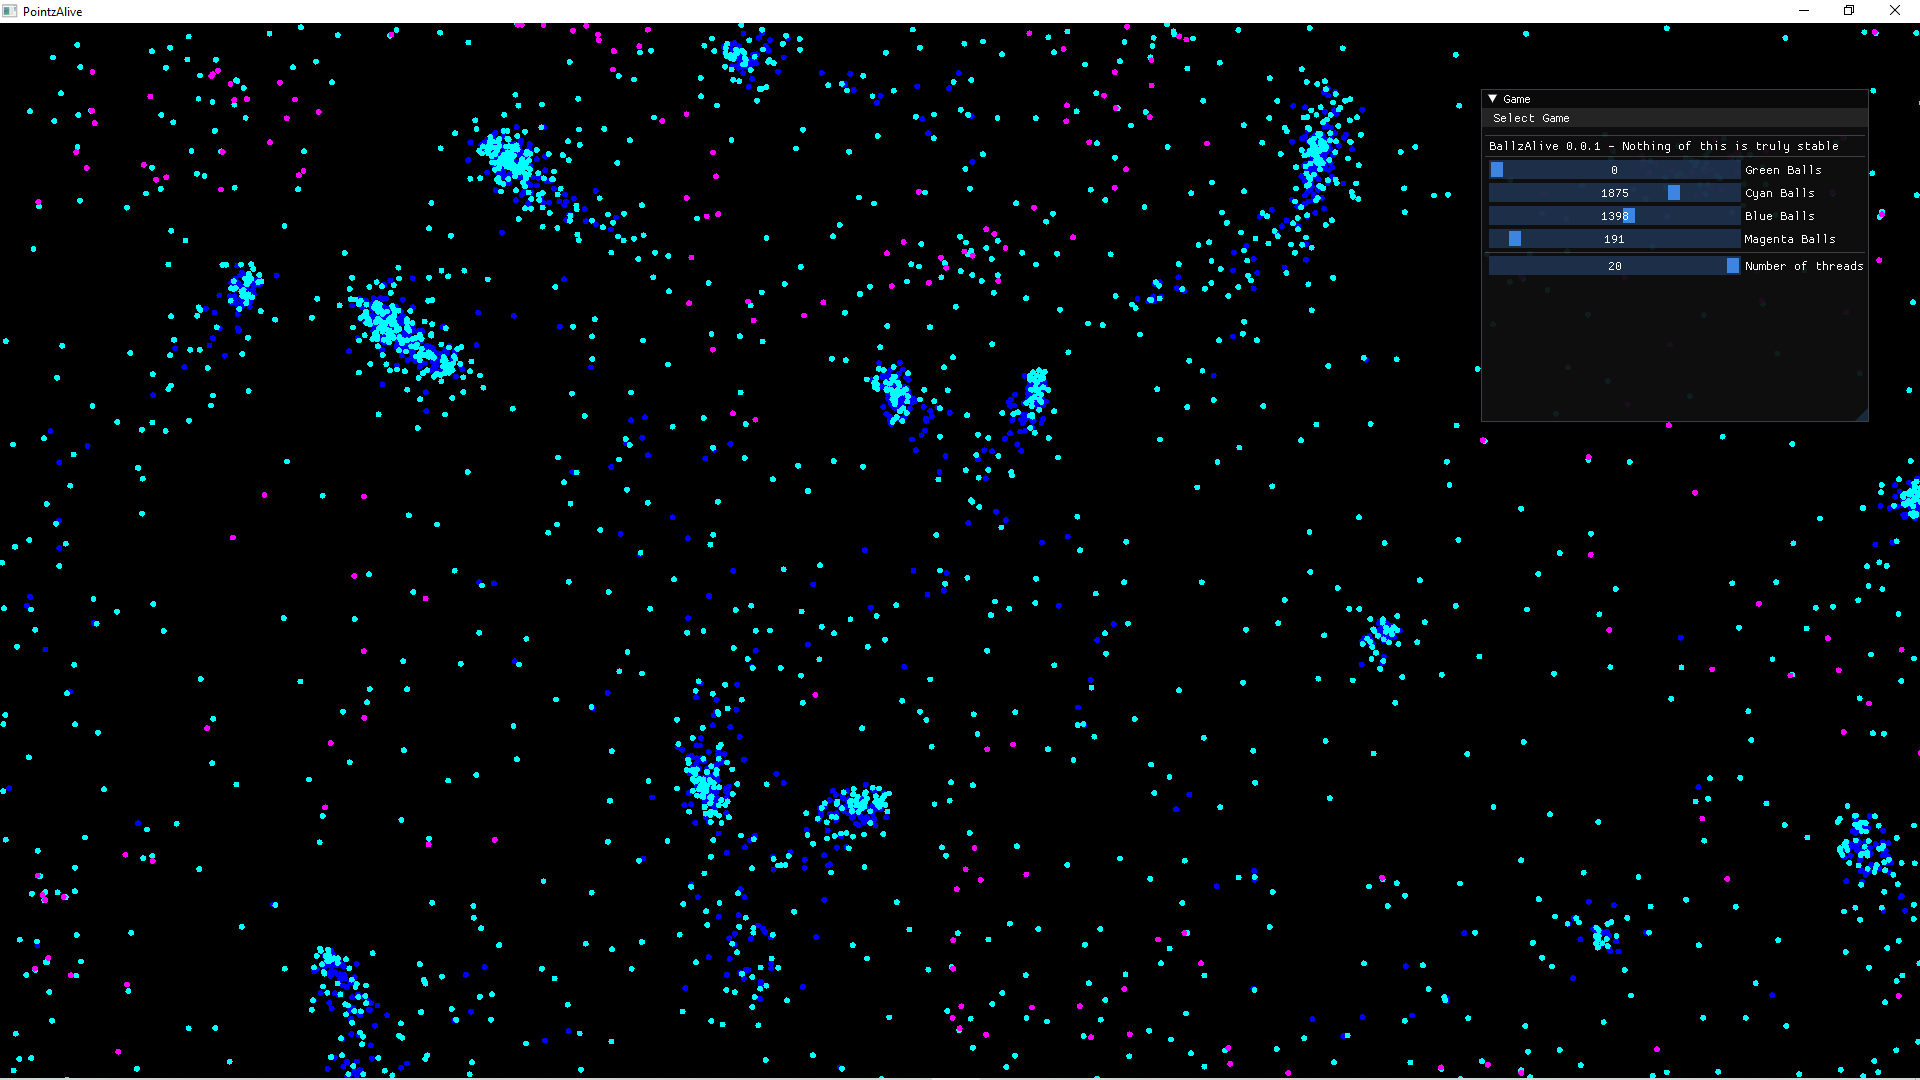 PointzAlive
Game
Select Game
BallzAlive 0.0.1 - Nothing of this is truly stable
0 Green Balls
1875 Cyan Balls
1398 Blue Balls
191 Magenta Balls
20 Number of threads